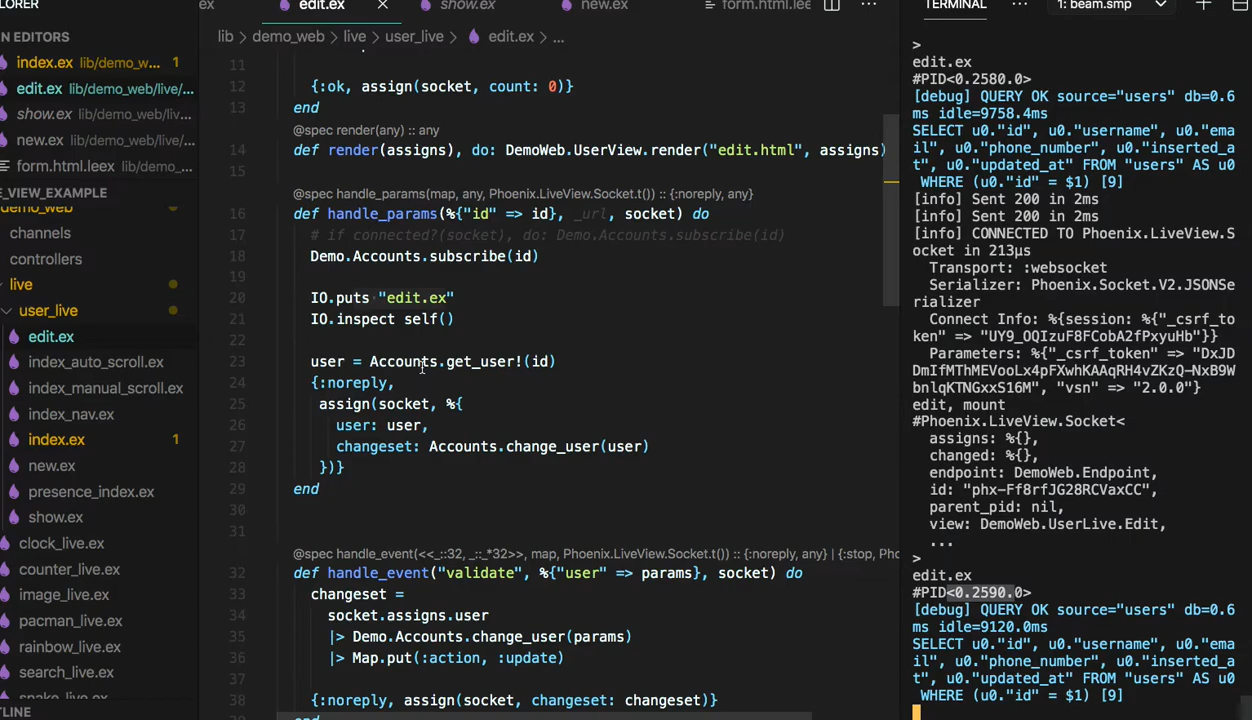 LORER
ex
edit.ex
show.ex
new.ex
form.html.lee
TERMINAL
1: beam.smp
N EDITORS
index.ex lib/demo_w... 1
edit.ex lib/demo_web/live/...
show.ex lib/demo_web/liv...
new.ex lib/demo_web/live/...
form.html.leex lib/demo_...
E_VIEW_EXAMPLE
demo_web
channels
controllers
live
user_live
edit.ex
index_auto_scroll.ex
index_manual_scroll.ex
index_nav.ex
index.ex 1
new.ex
presence_index.ex
show.ex
clock_live.ex
counter_live.ex
image_live.ex
pacman_live.ex
rainbow_live.ex
search_live.ex
snake_live.ex
TLINE
lib > demo_web > live > user_live > edit.ex > ...
11
12 {:ok, assign(socket, count: 0)}
13 end
@spec render(any) :: any
14 def render(assigns), do: DemoWeb.UserView.render("edit.html", assigns)
15
@spec handle_params(map, any, Phoenix.LiveView.Socket.t()) :: {:noreply, any}
16 def handle_params(%{"id" => id}, _url, socket) do
17 # if connected?(socket), do: Demo.Accounts.subscribe(id)
18 Demo.Accounts.subscribe(id)
19
20 IO.puts "edit.ex"
21 IO.inspect self()
22
23 user = Accounts.get_user!(id)
24 {:noreply,
25 assign(socket, %{
26 user: user,
27 changeset: Accounts.change_user(user)
28 })}
29 end
30
31
@spec handle_event(<<_::32, _::_*32>>, map, Phoenix.LiveView.Socket.t()) :: {:noreply, any} | {:stop, Pho
32 def handle_event("validate", %{"user" => params}, socket) do
33 changeset =
34 socket.assigns.user
35 |> Demo.Accounts.change_user(params)
36 |> Map.put(:action, :update)
37
38 {:noreply, assign(socket, changeset: changeset)}
39 end
>
edit.ex
#PID<0.2580.0>
[debug] QUERY OK source="users" db=0.6
ms idle=9758.4ms
SELECT u0."id", u0."username", u0."ema
il", u0."phone_number", u0."inserted_a
t", u0."updated_at" FROM "users" AS u0
WHERE (u0."id" = $1) [9]
[info] Sent 200 in 2ms
[info] Sent 200 in 2ms
[info] CONNECTED TO Phoenix.LiveView.S
ocket in 213µs
Transport: :websocket
Serializer: Phoenix.Socket.V2.JSONSe
rializer
Connect Info: %{session: %{"_csrf_to
ken" => "UY9_OQIzuF8FCobA2fPxyuHb"}}
Parameters: %{"_csrf_token" => "DxJD
DmIfMThMEVooLx4pFXwhKAAqRH4vZKzQ-NxB9W
bnlqKTNGxxS16M", "vsn" => "2.0.0"}
edit, mount
#Phoenix.LiveView.Socket<
assigns: %{},
changed: %{},
endpoint: DemoWeb.Endpoint,
id: "phx-Ff8rfJG28RCVaxCC",
parent_pid: nil,
view: DemoWeb.UserLive.Edit,
...
>
edit.ex
#PID<0.2590.0>
[debug] QUERY OK source="users" db=0.6
ms idle=9120.0ms
SELECT u0."id", u0."username", u0."ema
il", u0."phone_number", u0."inserted_a
t", u0."updated_at" FROM "users" AS u0
WHERE (u0."id" = $1) [9]